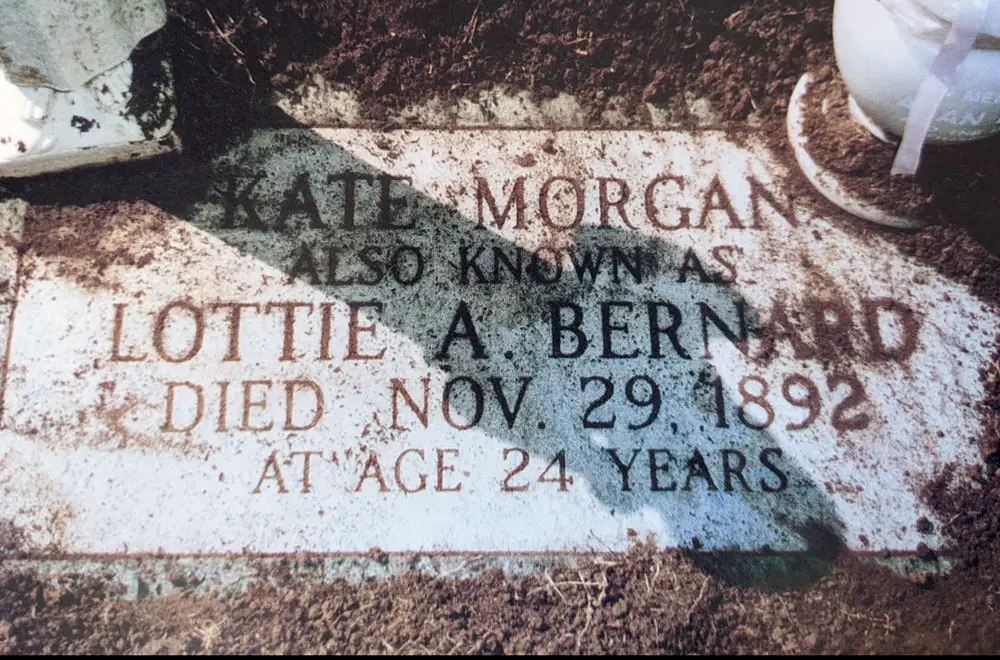 KATE MORGAN
ALSO KNOWN AS
LOTTIE A. BERNARD
DIED NOV. 29, 1892
AT AGE 24 YEARS